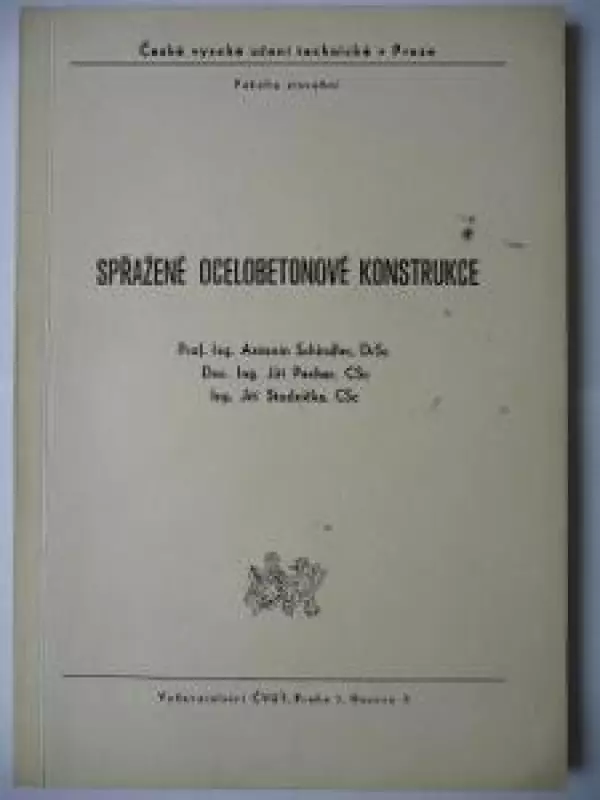 České vysoké učení technické v Praze
Fakulta stavební
SPŘAŽENÉ OCELOBETONOVÉ KONSTRUKCE
Prof. Ing. Antonín Schindler, DrSc
Doc. Ing. Jiří Pechar, CSc
Ing. Jiří Studnička, CSc
Vydavatelství ČVUT, Praha 1, Husova 5